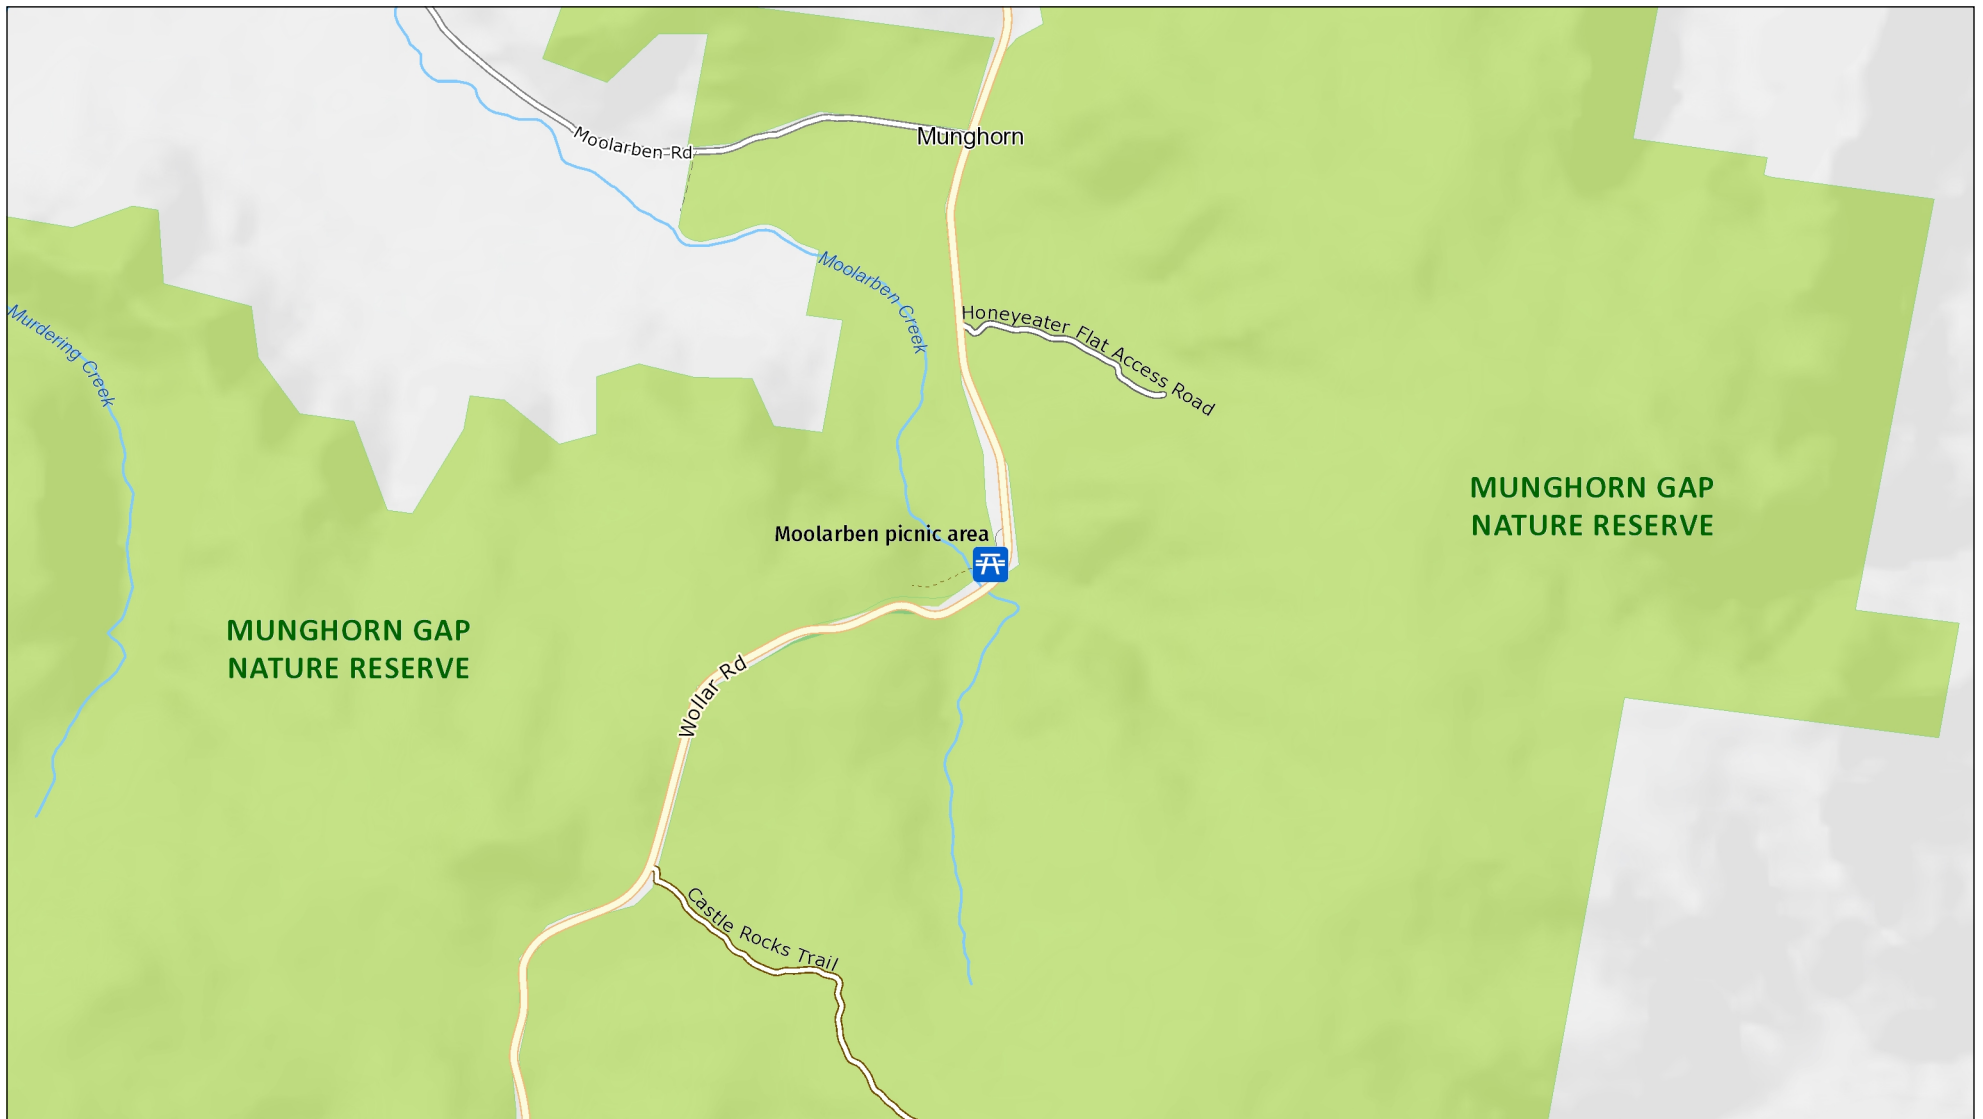 Moolarben Rd
Munghorn
Moolarben Creek
Murdering Creek
Honeyeater Flat Access Road
MUNGHORN GAP
NATURE RESERVE
Moolarben picnic area
MUNGHORN GAP
NATURE RESERVE
Wollar Rd
Castle Rocks Trail